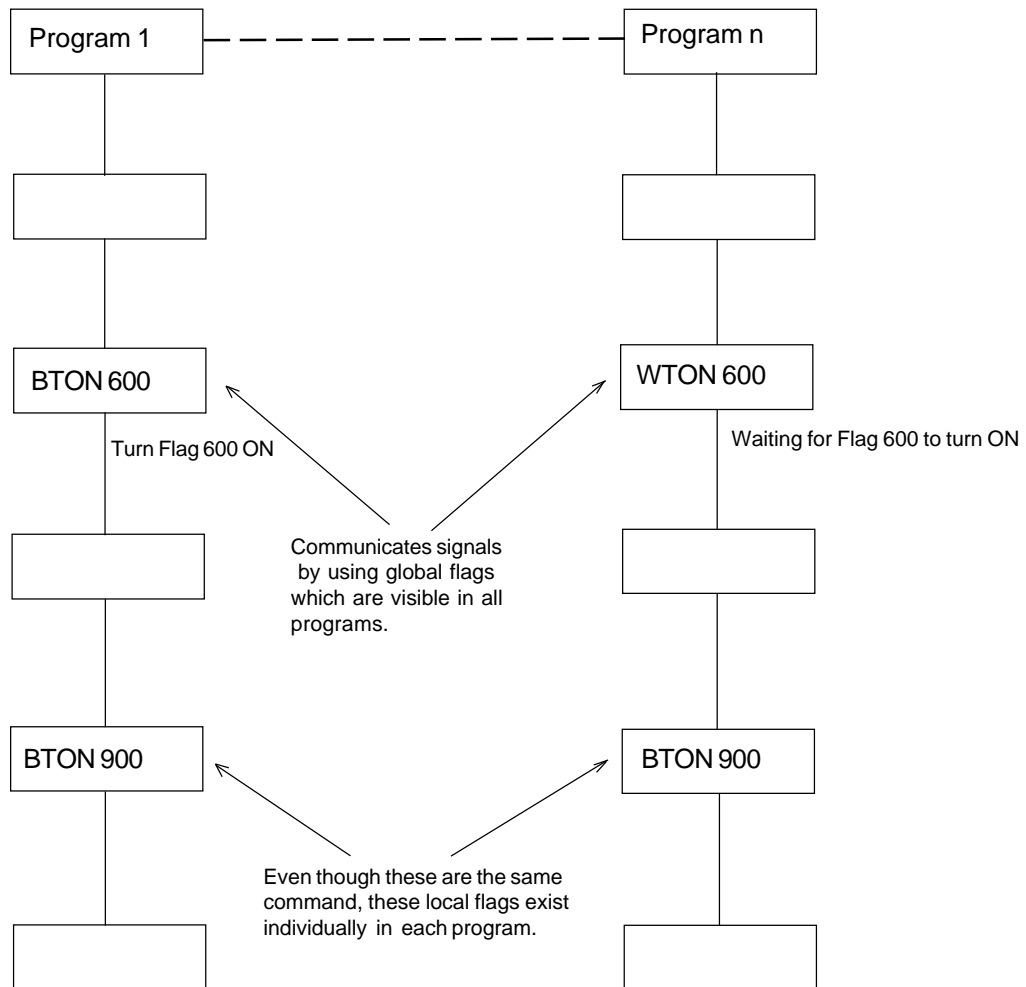 Program 1
Program n
BTON 600
WTON 600
Turn Flag 600 ON
Waiting for Flag 600 to turn ON
Communicates signals
by using global flags
which are visible in all
programs.
BTON 900
BTON 900
Even though these are the same
command, these local flags exist
individually in each program.